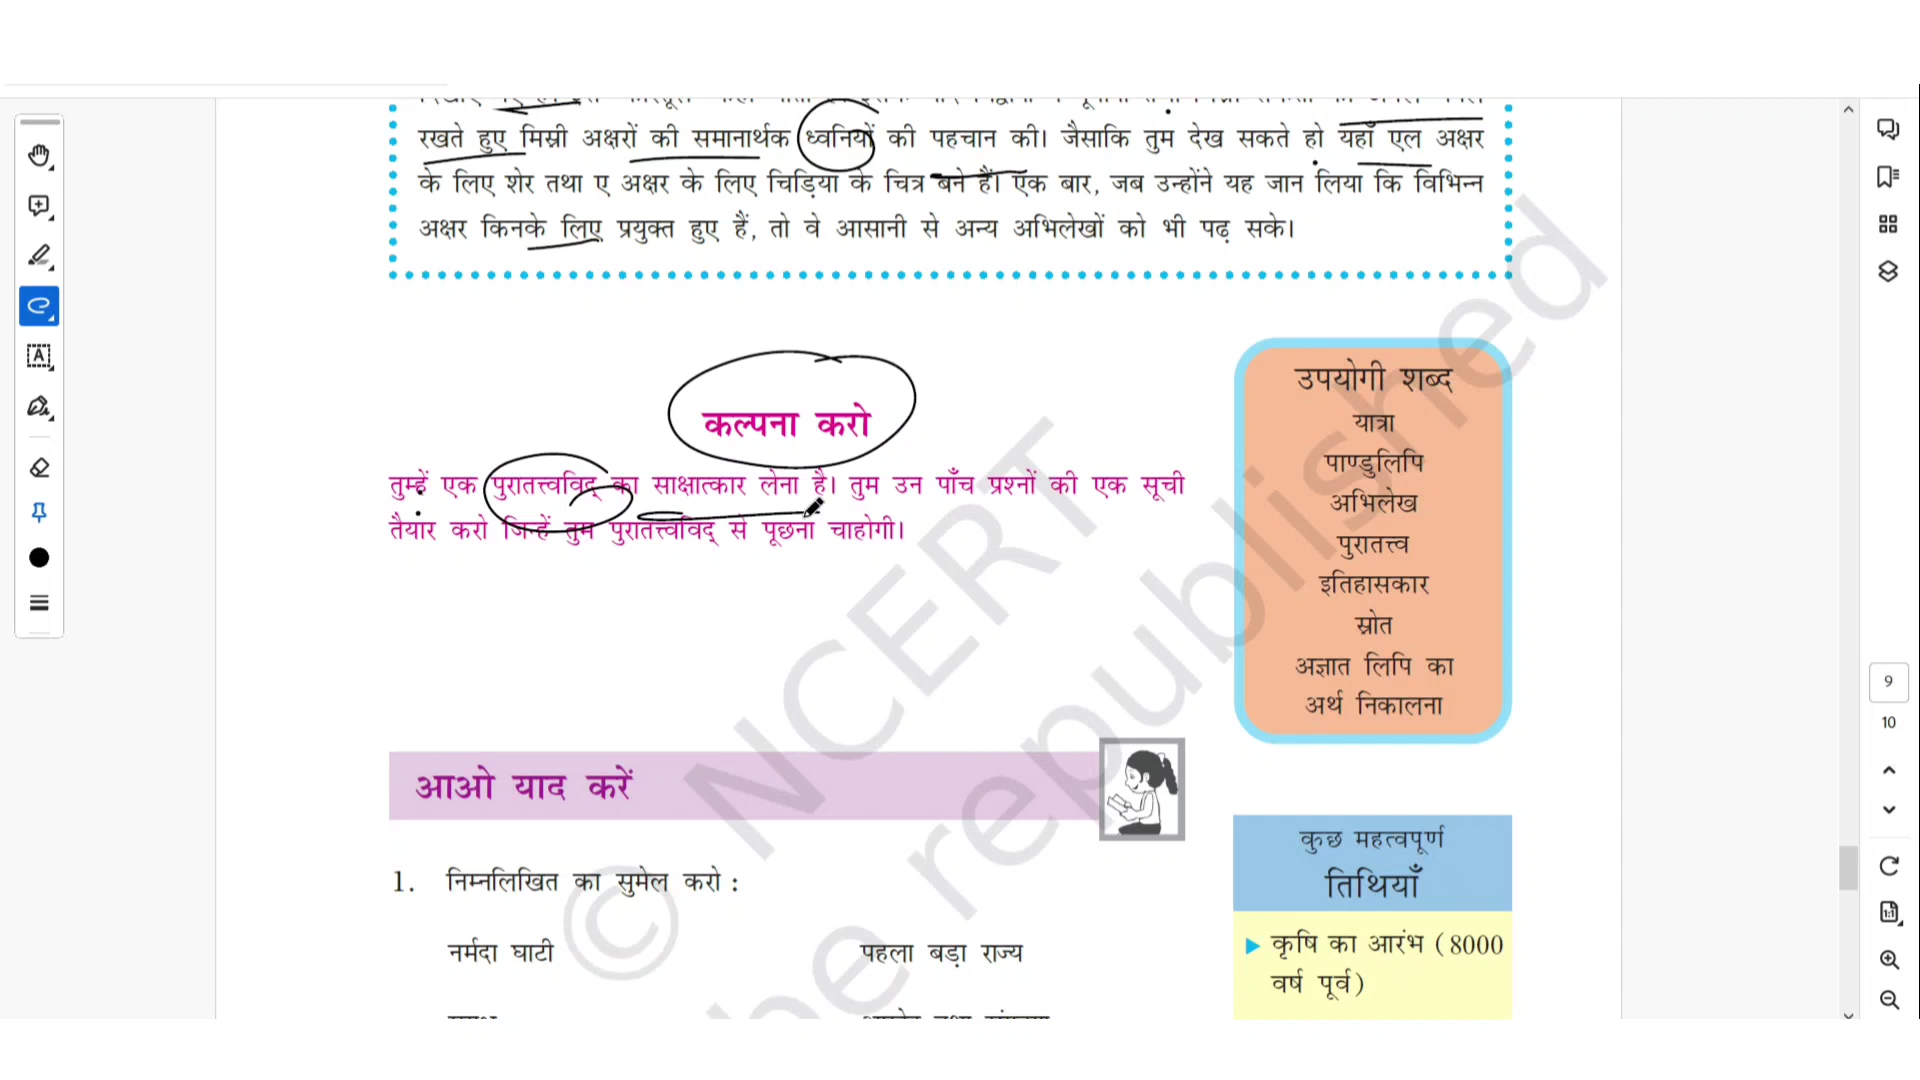 रखते हुए मिस्री अक्षरों की समानार्थक ध्वनियों की पहचान की। जैसाकि तुम देख सकते हो यहाँ एल अक्षर
के लिए शेर तथा ए अक्षर के लिए चिड़िया के चित्र बने हैं। एक बार, जब उन्होंने यह जान लिया कि विभिन्न
अक्षर किनके लिए प्रयुक्त हुए हैं, तो वे आसानी से अन्य अभिलेखों को भी पढ़ सके।
कल्पना करो
तुम्हें एक पुरातत्त्वविद् का साक्षात्कार लेना है। तुम उन पाँच प्रश्नों की एक सूची
तैयार करो जिन्हें तुम पुरातत्त्वविद् से पूछना चाहोगी।
उपयोगी शब्द
यात्रा
पाण्डुलिपि
अभिलेख
पुरातत्त्व
इतिहासकार
स्रोत
अज्ञात लिपि का
अर्थ निकालना
आओ याद करें
1. निम्नलिखित का सुमेल करो :
नर्मदा घाटी पहला बड़ा राज्य
कुछ महत्वपूर्ण
तिथियाँ
▶ कृषि का आरंभ (8000
वर्ष पूर्व)
© NCERT
be republished
9
10